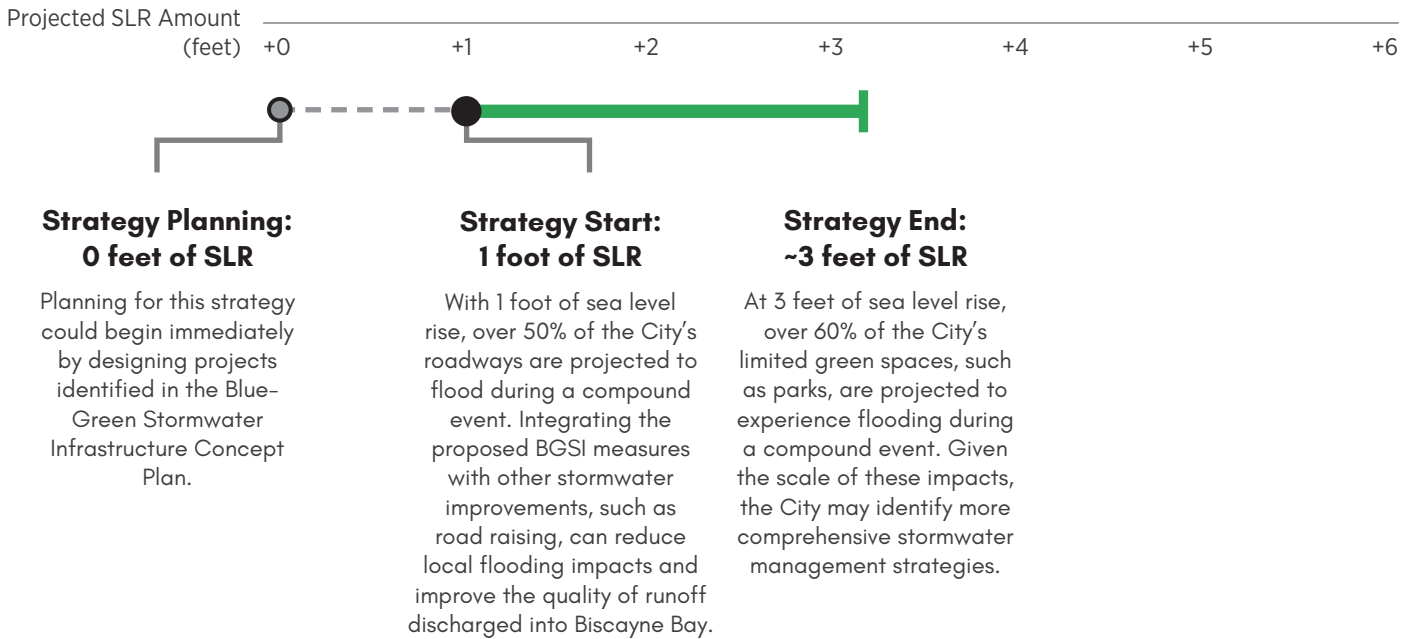 Projected SLR Amount
(feet) +0 +1 +2 +3 +4 +5 +6
Strategy Planning:
0 feet of SLR
Planning for this strategy
could begin immediately
by designing projects
identified in the Blue-
Green Stormwater
Infrastructure Concept
Plan.
Strategy Start:
1 foot of SLR
With 1 foot of sea level
rise, over 50% of the City's
roadways are projected to
flood during a compound
event. Integrating the
proposed BGSI measures
with other stormwater
improvements, such as
road raising, can reduce
local flooding impacts and
improve the quality of runoff
discharged into Biscayne Bay.
Strategy End:
~3 feet of SLR
At 3 feet of sea level rise,
over 60% of the City's
limited green spaces, such
as parks, are projected to
experience flooding during
a compound event. Given
the scale of these impacts,
the City may identify more
comprehensive stormwater
management strategies.